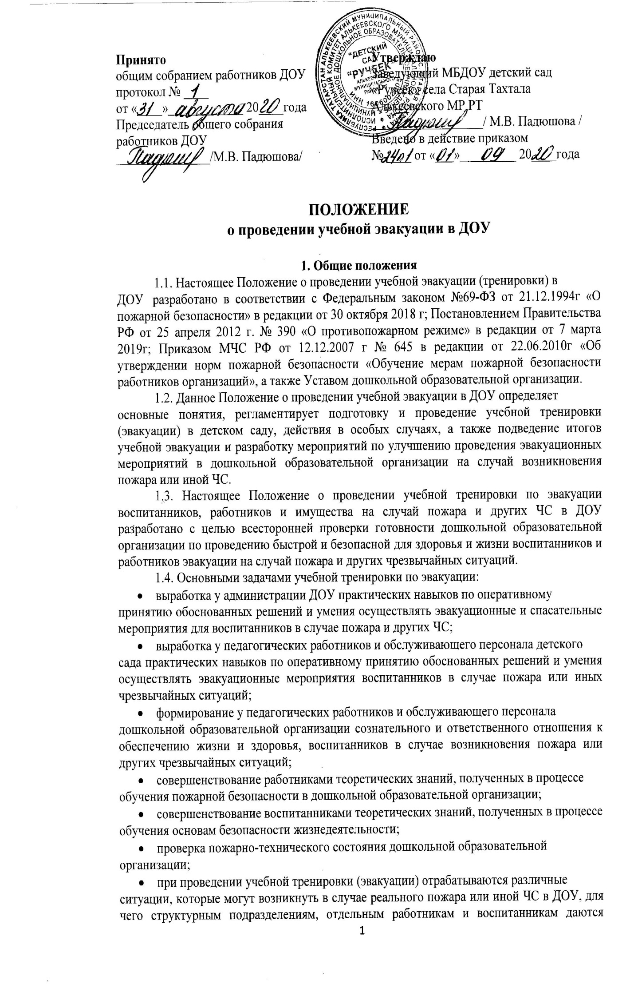 Принято
общим собранием работников ДОУ
протокол № 1
от «31» августа 2020 года
Председатель общего собрания
работников ДОУ
/М.В. Падюшова/
Утверждаю
Заведующий МБДОУ детский сад
«Ручеек» села Старая Тахтала
Алькеевского МР РТ
/ М.В. Падюшова /
Введено в действие приказом
№ от «01» 09 2020 года
"ДЕТСКИЙ
САД
"РУЧЕЕК"
АЛЬКЕЕВСКОГО
МУНИЦИПАЛЬНОГО
РАЙОНА
ПОЛОЖЕНИЕ
о проведении учебной эвакуации в ДОУ
1. Общие положения
1.1. Настоящее Положение о проведении учебной эвакуации (тренировки) в
ДОУ разработано в соответствии с Федеральным законом №69-ФЗ от 21.12.1994г «О
пожарной безопасности» в редакции от 30 октября 2018 г; Постановлением Правительства
РФ от 25 апреля 2012 г. № 390 «О противопожарном режиме» в редакции от 7 марта
2019г; Приказом МЧС РФ от 12.12.2007 г № 645 в редакции от 22.06.2010г «Об
утверждении норм пожарной безопасности «Обучение мерам пожарной безопасности
работников организаций», а также Уставом дошкольной образовательной организации.
1.2. Данное Положение о проведении учебной эвакуации в ДОУ определяет
основные понятия, регламентирует подготовку и проведение учебной тренировки
(эвакуации) в детском саду, действия в особых случаях, а также подведение итогов
учебной эвакуации и разработку мероприятий по улучшению проведения эвакуационных
мероприятий в дошкольной образовательной организации на случай возникновения
пожара или иной ЧС.
1.3. Настоящее Положение о проведении учебной тренировки по эвакуации
воспитанников, работников и имущества на случай пожара и других ЧС в ДОУ
разработано с целью всесторонней проверки готовности дошкольной образовательной
организации по проведению быстрой и безопасной для здоровья и жизни воспитанников и
работников эвакуации на случай пожара и других чрезвычайных ситуаций.
1.4. Основными задачами учебной тренировки по эвакуации:
• выработка у администрации ДОУ практических навыков по оперативному
принятию обоснованных решений и умения осуществлять эвакуационные и спасательные
мероприятия для воспитанников в случае пожара и других ЧС;
• выработка у педагогических работников и обслуживающего персонала детского
сада практических навыков по оперативному принятию обоснованных решений и умения
осуществлять эвакуационные мероприятия воспитанников в случае пожара или иных
чрезвычайных ситуаций;
• формирование у педагогических работников и обслуживающего персонала
дошкольной образовательной организации сознательного и ответственного отношения к
обеспечению жизни и здоровья, воспитанников в случае возникновения пожара или
других чрезвычайных ситуаций;
• совершенствование работниками теоретических знаний, полученных в процессе
обучения пожарной безопасности в дошкольной образовательной организации;
• совершенствование воспитанниками теоретических знаний, полученных в процессе
обучения основам безопасности жизнедеятельности;
• проверка пожарно-технического состояния дошкольной образовательной
организации;
• при проведении учебной тренировки (эвакуации) отрабатываются различные
ситуации, которые могут возникнуть в случае реального пожара или иной ЧС в ДОУ, для
чего структурным подразделениям, отдельным работникам и воспитанникам даются
1